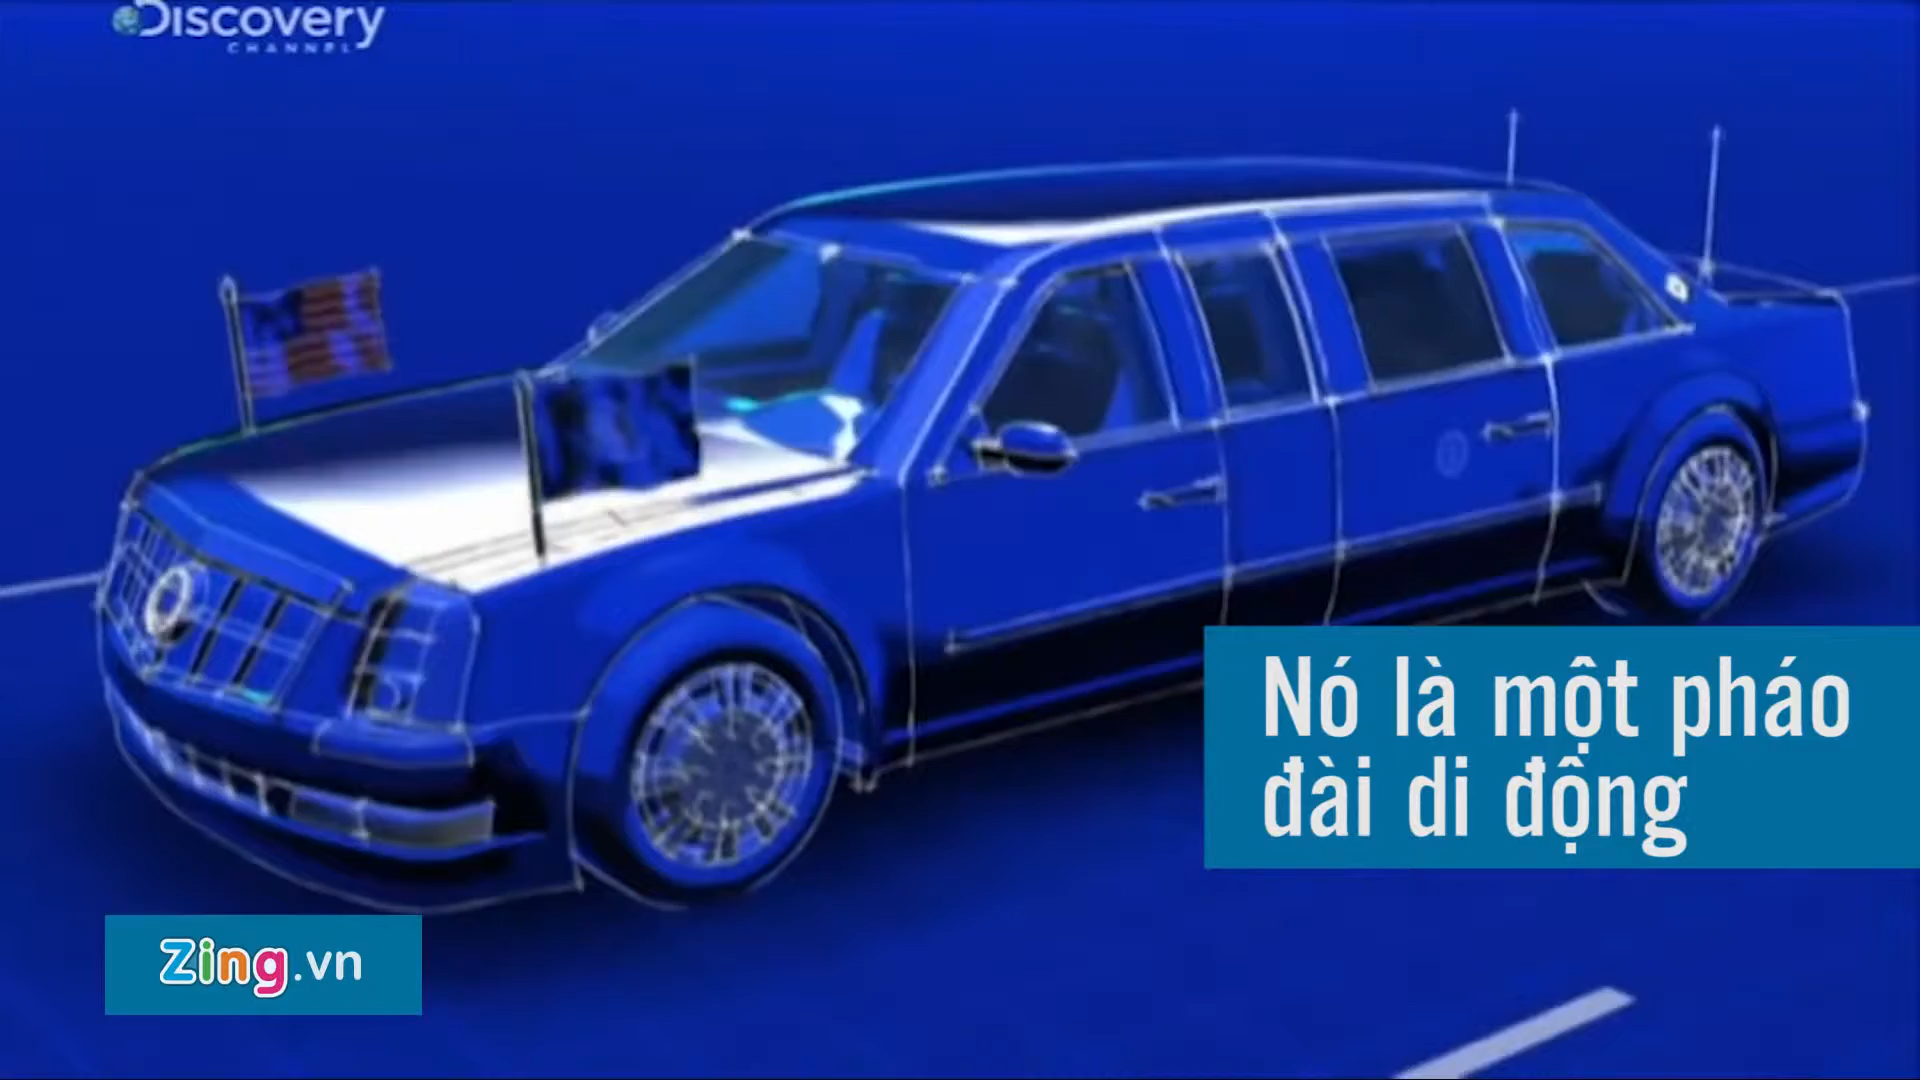 Discovery
CHANNEL
Nó là một pháo
đài di động
Zing.vn